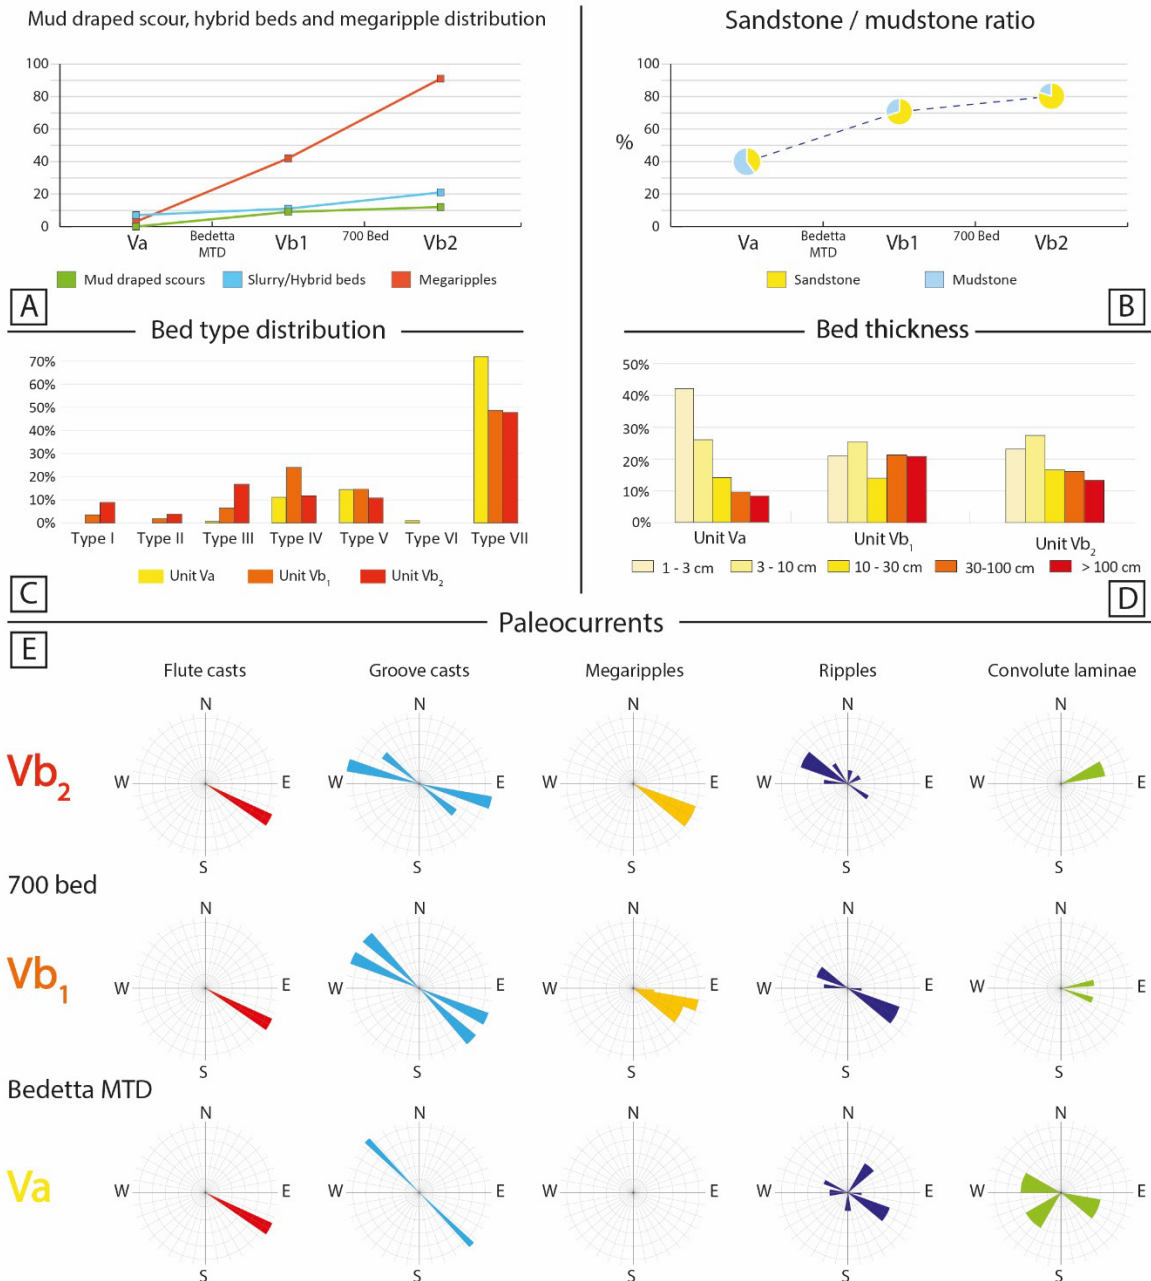 Mud draped scour, hybrid beds and megaripple distribution
100
80
60
40
20
0
Va
Bedetta
MTD
Vb1
700 Bed
Vb2
Mud draped scours
Slurry/Hybrid beds
Megaripples
A
Sandstone / mudstone ratio
100
80
60
%
40
20
0
Va
Bedetta
MTD
Vb1
700 Bed
Vb2
Sandstone
Mudstone
B
Bed type distribution
70%
60%
50%
40%
30%
20%
10%
0%
Type I
Type II
Type III
Type IV
Type V
Type VI
Type VII
Unit Va
Unit Vb1
Unit Vb2
C
Bed thickness
50%
40%
30%
20%
10%
0%
Unit Va
Unit Vb1
Unit Vb2
1 - 3 cm
3 - 10 cm
10 - 30 cm
30-100 cm
> 100 cm
D
Paleocurrents
E
Flute casts
Groove casts
Megaripples
Ripples
Convolute laminae
N
N
N
N
N
Vb2
W
E
W
E
W
E
W
E
W
E
S
S
S
S
S
700 bed
N
N
N
N
N
Vb1
W
E
W
E
W
E
W
E
W
E
S
S
S
S
S
Bedetta MTD
N
N
N
N
N
Va
W
E
W
E
W
E
W
E
W
E
S
S
S
S
S